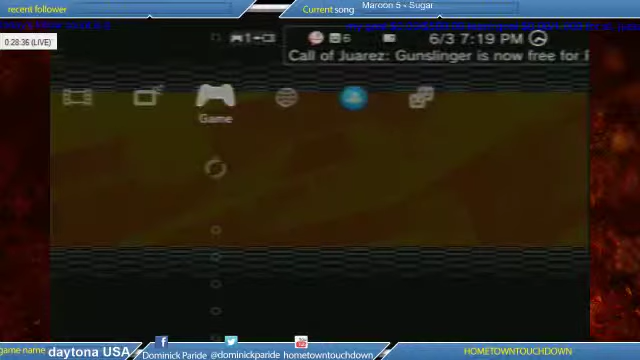 recent follower
Current song
Maroon 5 - Sugar
0:28:36 (LIVE)
6
6/3 7:19 PM
Call of Juarez: Gunslinger is now free for
Game
game name
daytona USA
Dominick Paride
@dominickparide
hometowntouchdown
HOMETOWNTOUCHDOWN